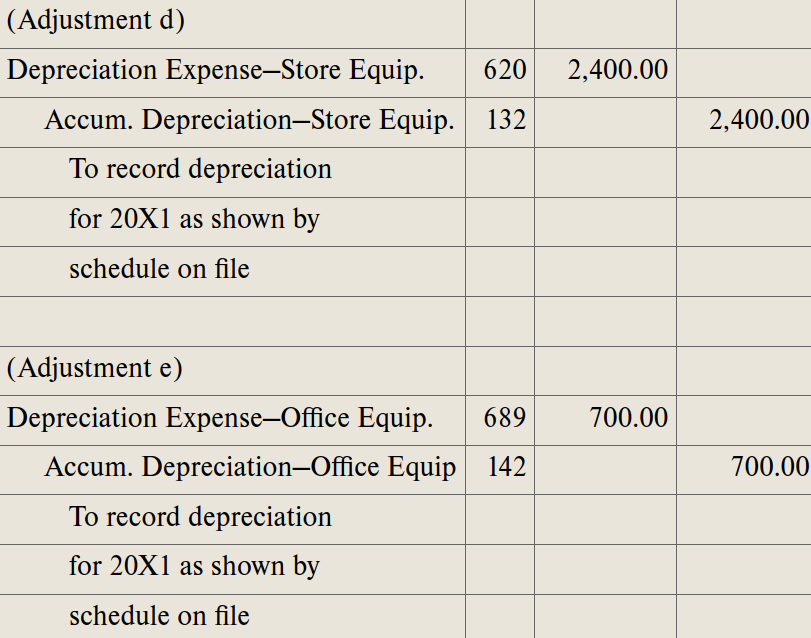 (Adjustment d)
Depreciation Expense–Store Equip. 620 2,400.00
Accum. Depreciation–Store Equip. 132 2,400.00
To record depreciation
for 20X1 as shown by
schedule on file
(Adjustment e)
Depreciation Expense–Office Equip. 689 700.00
Accum. Depreciation–Office Equip 142 700.00
To record depreciation
for 20X1 as shown by
schedule on file